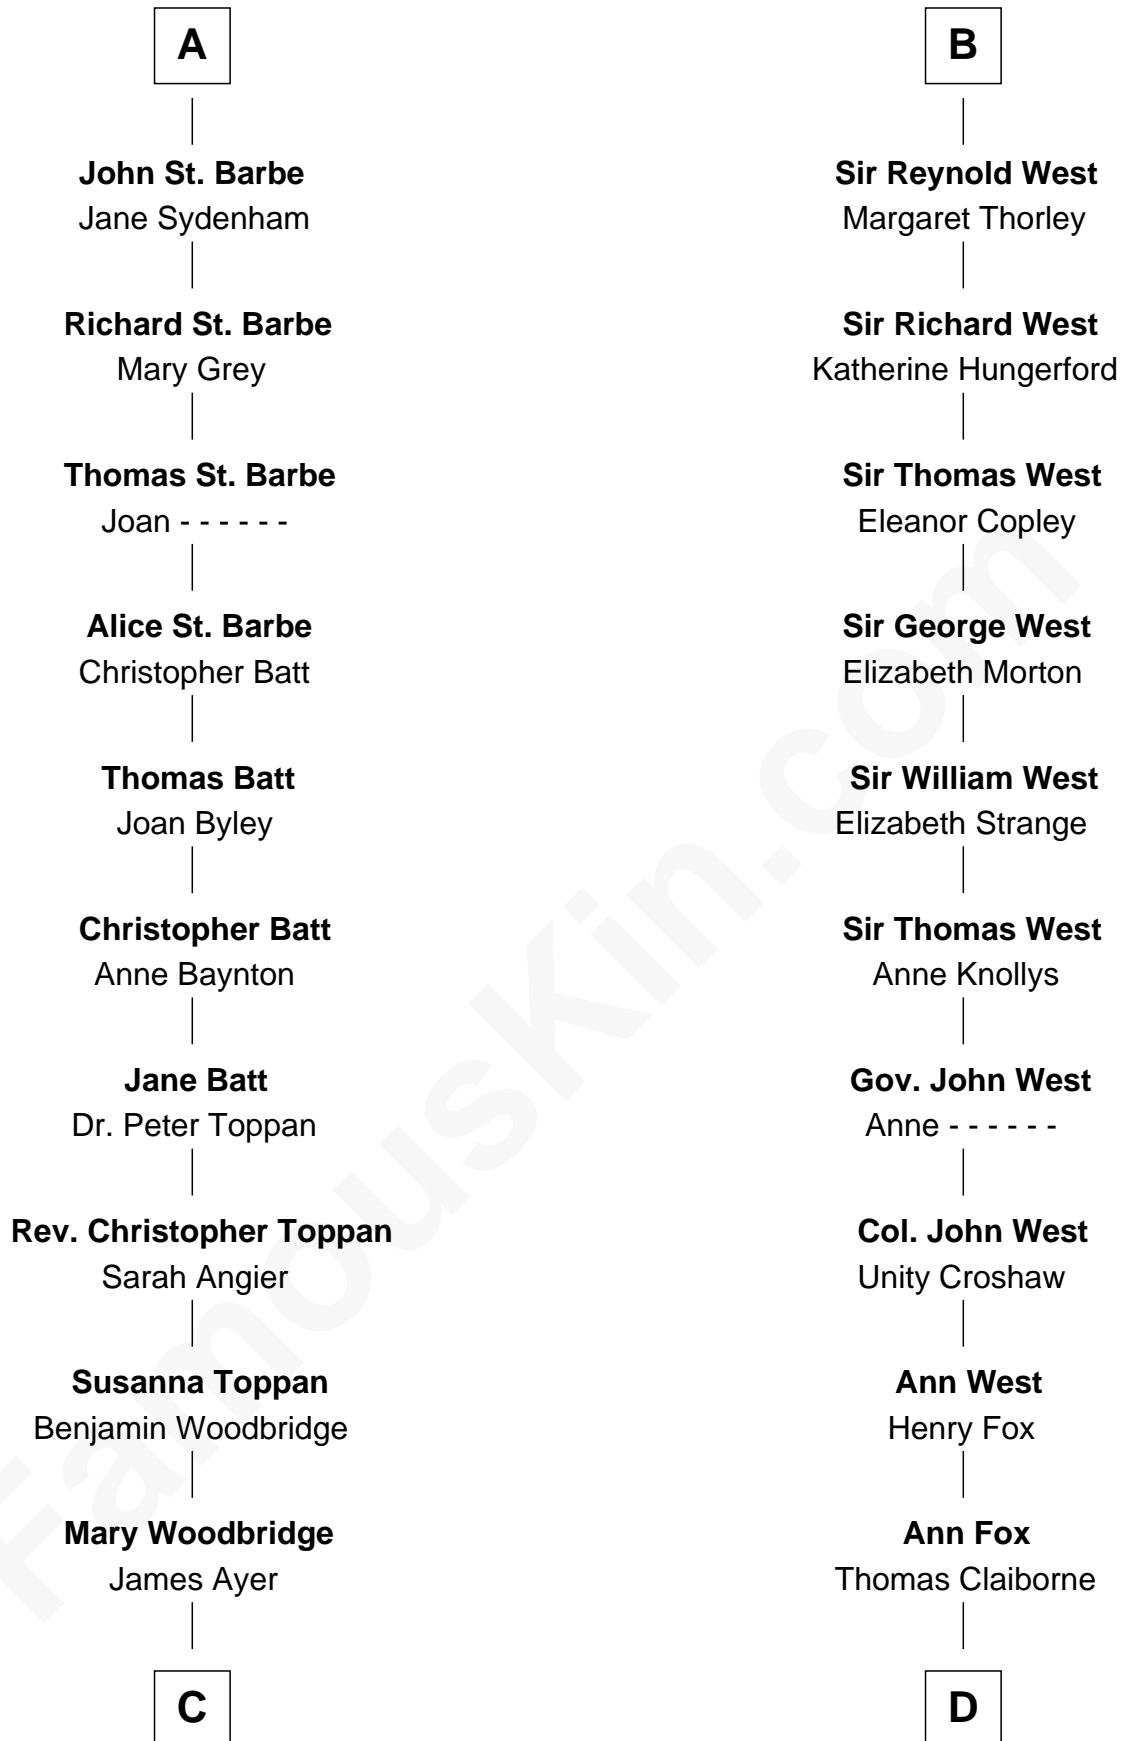 A
John St. Barbe
Jane Sydenham
Richard St. Barbe
Mary Grey
Thomas St. Barbe
Joan - - - - - -
Alice St. Barbe
Christopher Batt
Thomas Batt
Joan Byley
Christopher Batt
Anne Baynton
Jane Batt
Dr. Peter Toppan
Rev. Christopher Toppan
Sarah Angier
Susanna Toppan
Benjamin Woodbridge
Mary Woodbridge
James Ayer
C
B
Sir Reynold West
Margaret Thorley
Sir Richard West
Katherine Hungerford
Sir Thomas West
Eleanor Copley
Sir George West
Elizabeth Morton
Sir William West
Elizabeth Strange
Sir Thomas West
Anne Knollys
Gov. John West
Anne - - - - - -
Col. John West
Unity Croshaw
Ann West
Henry Fox
Ann Fox
Thomas Claiborne
D
FamousKin.com